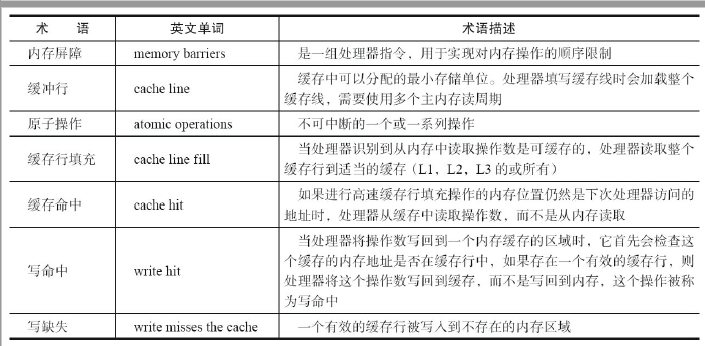 术 语 英文单词 术语描述
内存屏障 memory barriers 是一组处理器指令，用于实现对内存操作的顺序限制
缓冲行 cache line 缓存中可以分配的最小存储单位。处理器填写缓存线时会加载整个
缓存线，需要使用多个主内存读周期
原子操作 atomic operations 不可中断的一个或一系列操作
缓存行填充 cache line fill 当处理器识别到从内存中读取操作数是可缓存的，处理器读取整个
缓存行到适当的缓存（L1，L2，L3 的或所有）
缓存命中 cache hit 如果进行高速缓存行填充操作的内存位置仍然是下次处理器访问的
地址时，处理器从缓存中读取操作数，而不是从内存读取
写命中 write hit 当处理器将操作数写回到一个内存缓存的区域时，它首先会检查这
个缓存的内存地址是否在缓存行中，如果存在一个有效的缓存行，则
处理器将这个操作数写回到缓存，而不是写回到内存，这个操作被称
为写命中
写缺失 write misses the cache 一个有效的缓存行被写入到不存在的内存区域